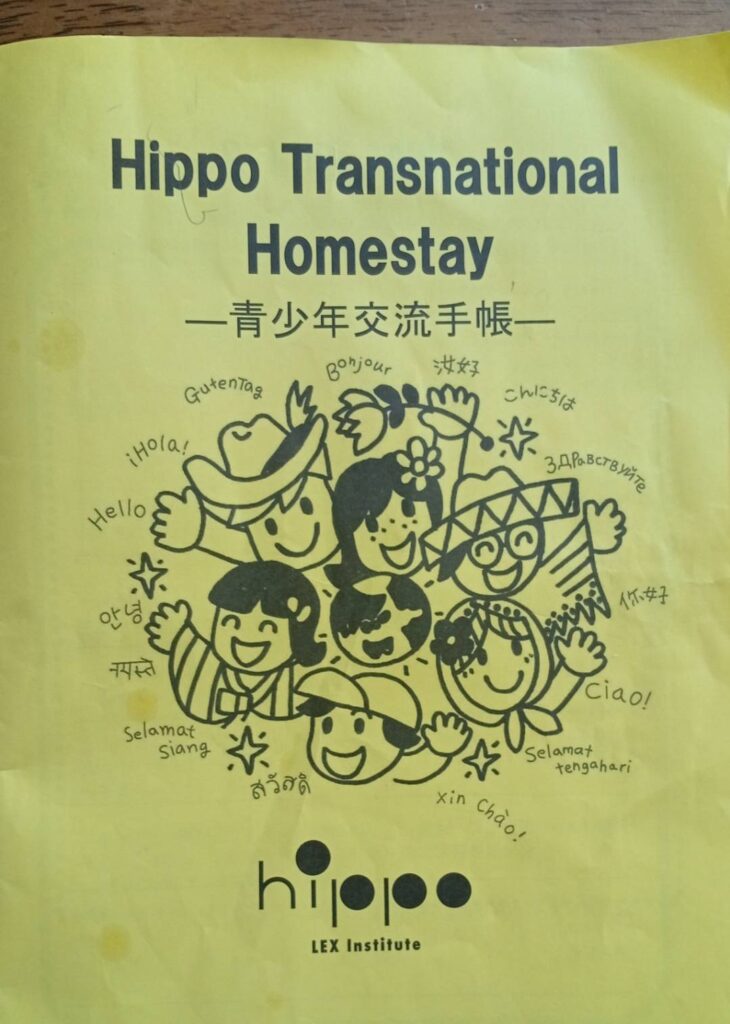 Hippo Transnational
Homestay
—青少年交流手帳—
GutenTag
Bonjour
汝好
こんにちは
¡Hola!
Здравствуйте
Hello
안녕
你好
नमस्ते
Ciao!
Selamat
Siang
Selamat
tengahari
สวัสดี
Xin Chào!
hippo
LEX Institute